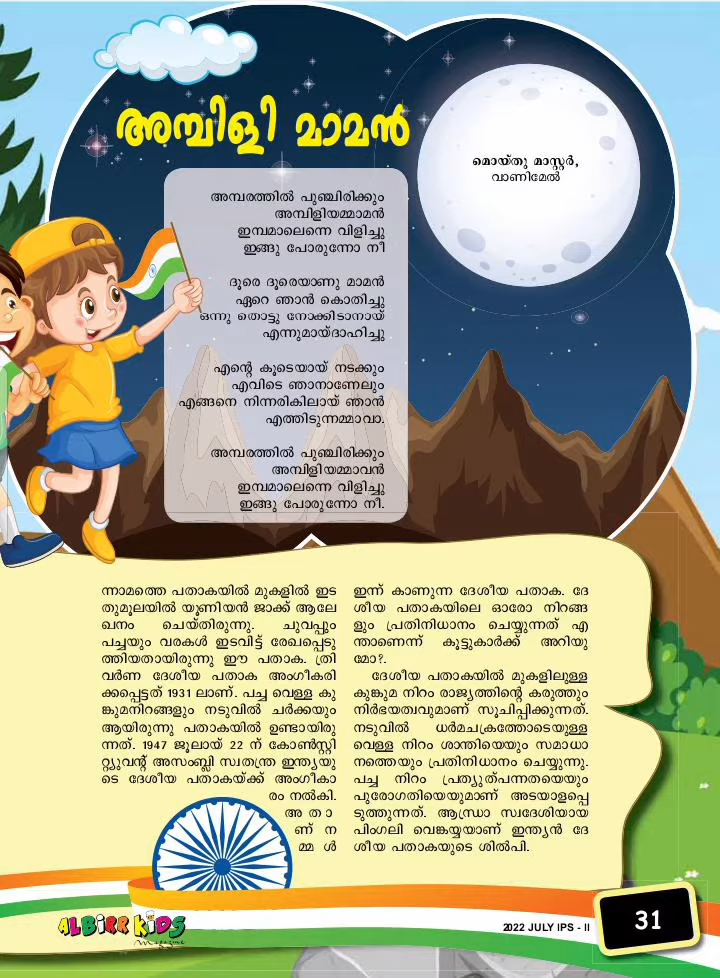 അമ്പിളി മാമൻ
മൊയ്തു മാസ്റ്റർ,
വാണിമേൽ
അമ്പരത്തിൽ പുഞ്ചിരിക്കും
അമ്പിളിയമ്മാമൻ
ഇമ്പമാലെന്നെ വിളിച്ചു
ഇങ്ങു പോരുന്നോ നീ
ദൂരെ ദൂരെയാണു മാമൻ
ഏറെ ഞാൻ കൊതിച്ചു
ഒന്നു തൊട്ടു നോക്കിടാനായ്
എന്നുമായ്ദാഹിച്ചു
എന്റെ കൂടെയായ് നടക്കും
എവിടെ ഞാനാണേലും
എങ്ങനെ നിന്നരികിലായ് ഞാൻ
എത്തിടുന്നമ്മാവാ.
അമ്പരത്തിൽ പുഞ്ചിരിക്കും
അമ്പിളിയമ്മാവൻ
ഇമ്പമാലെന്നെ വിളിച്ചു
ഇങ്ങു പോരുന്നോ നീ.
ന്നാമത്തെ പതാകയിൽ മുകളിൽ ഇട
തുമൂലയിൽ യൂണിയൻ ജാക്ക് ആലേ
ഖനം ചെയ്തിരുന്നു. ചുവപ്പും
പച്ചയും വരകൾ ഇടവിട്ട് രേഖപ്പെടു
ത്തിയതായിരുന്നു ഈ പതാക. ത്രി
വർണ ദേശീയ പതാക അംഗീകരി
ക്കപ്പെട്ടത് 1931 ലാണ്. പച്ച വെള്ള കു
ങ്കുമനിറങ്ങളും നടുവിൽ ചർക്കയും
ആയിരുന്നു പതാകയിൽ ഉണ്ടായിരു
ന്നത്. 1947 ജൂലായ് 22 ന് കോൺസ്റ്റി
റ്റ്യുവന്റ് അസംബ്ലി സ്വതന്ത്ര ഇന്ത്യയു
ടെ ദേശീയ പതാകയ്ക്ക് അംഗീകാ
രം നൽകി.
അ താ
ണ് ന
മ്മ ൾ
ഇന്ന് കാണുന്ന ദേശീയ പതാക. ദേ
ശീയ പതാകയിലെ ഓരോ നിറങ്ങ
ളും പ്രതിനിധാനം ചെയ്യുന്നത് എ
ന്താണെന്ന് കൂട്ടുകാർക്ക് അറിയു
മോ?.
ദേശീയ പതാകയിൽ മുകളിലുള്ള
കുങ്കുമ നിറം രാജ്യത്തിന്റെ കരുത്തും
നിർഭയത്വവുമാണ് സൂചിപ്പിക്കുന്നത്.
നടുവിൽ ധർമചക്രത്തോടെയുള്ള
വെള്ള നിറം ശാന്തിയെയും സമാധാ
നത്തെയും പ്രതിനിധാനം ചെയ്യുന്നു.
പച്ച നിറം പ്രത്യുത്പന്നതയെയും
പുരോഗതിയെയുമാണ് അടയാളപ്പെ
ടുത്തുന്നത്. ആന്ധ്രാ സ്വദേശിയായ
പിംഗലി വെങ്കയ്യയാണ് ഇന്ത്യൻ ദേ
ശീയ പതാകയുടെ ശിൽപി.
ALBiRR KiDS
Magazine
2022 JULY IPS - II
31